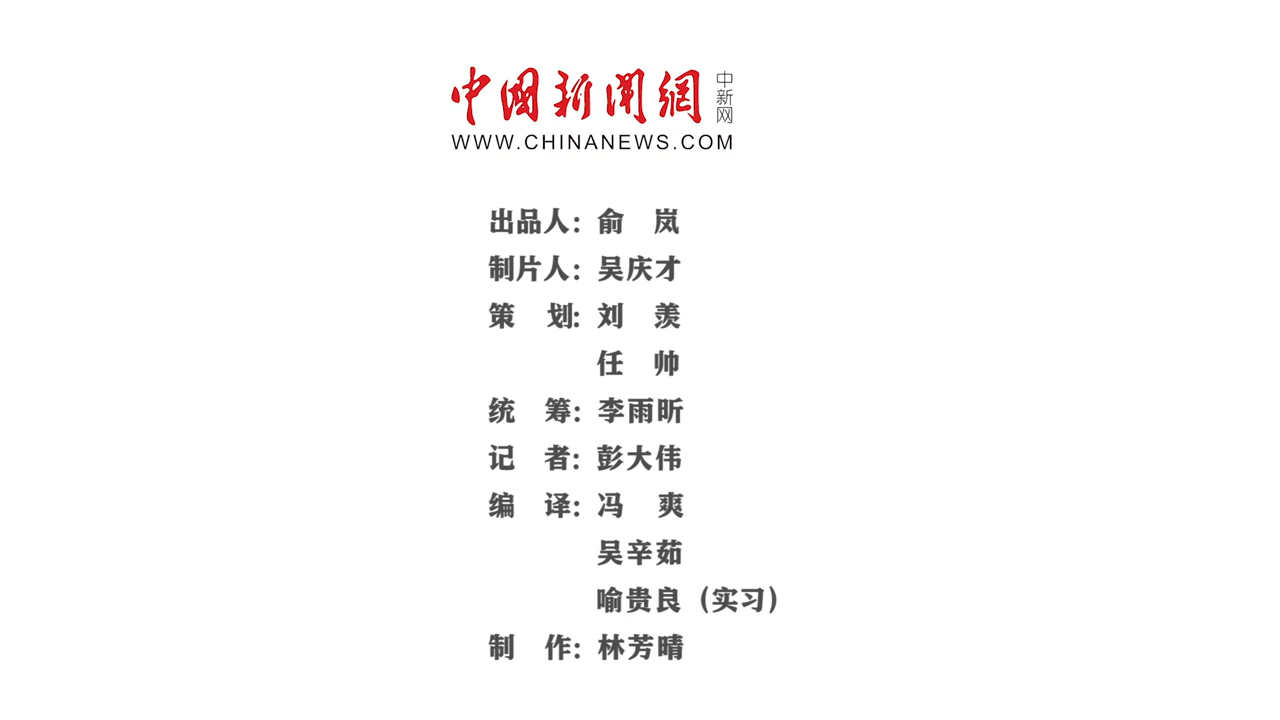 中国新闻網
中新网
WWW.CHINANEWS.COM
出品人：俞　岚
制片人：吴庆才
策　划：刘　羡
任　帅
统　筹：李雨昕
记　者：彭大伟
编　译：冯　爽
吴辛茹
喻贵良（实习）
制　作：林芳晴